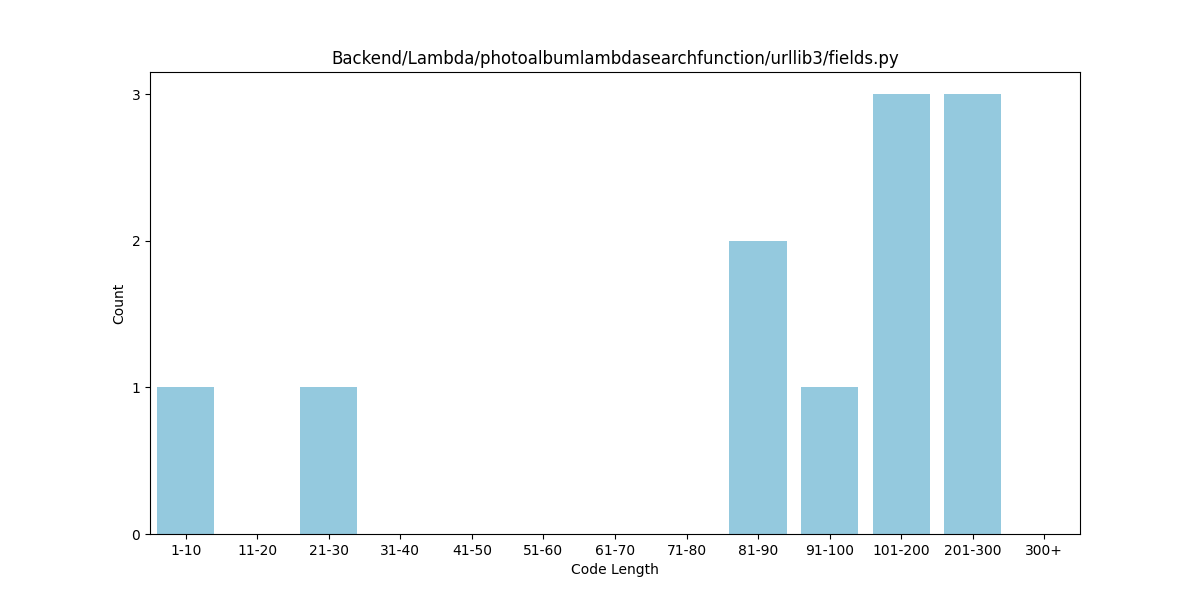 Backend/Lambda/photoalbumlambdasearchfunction/urllib3/fields.py
3
2
1
0
Count
1-10 11-20 21-30 31-40 41-50 51-60 61-70 71-80 81-90 91-100 101-200 201-300 300+
Code Length